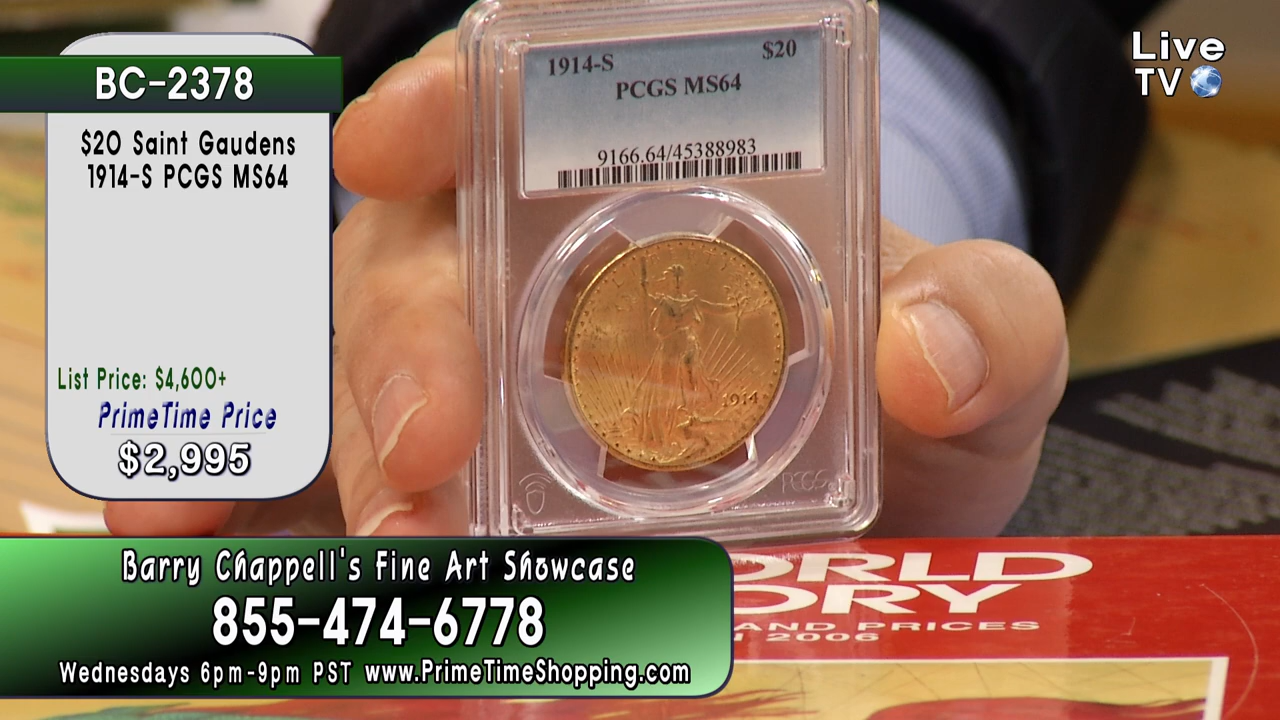 BC-2378
$20 Saint Gaudens
1914-S PCGS MS64
List Price: $4,600+
PrimeTime Price
$2,995
1914-S $20
PCGS MS64
9166.64/45388983
1914
PCGS
Live
TV
Barry Chappell's Fine Art Showcase
855-474-6778
Wednesdays 6pm-9pm PST www.PrimeTimeShopping.com
AND PRICES
2006